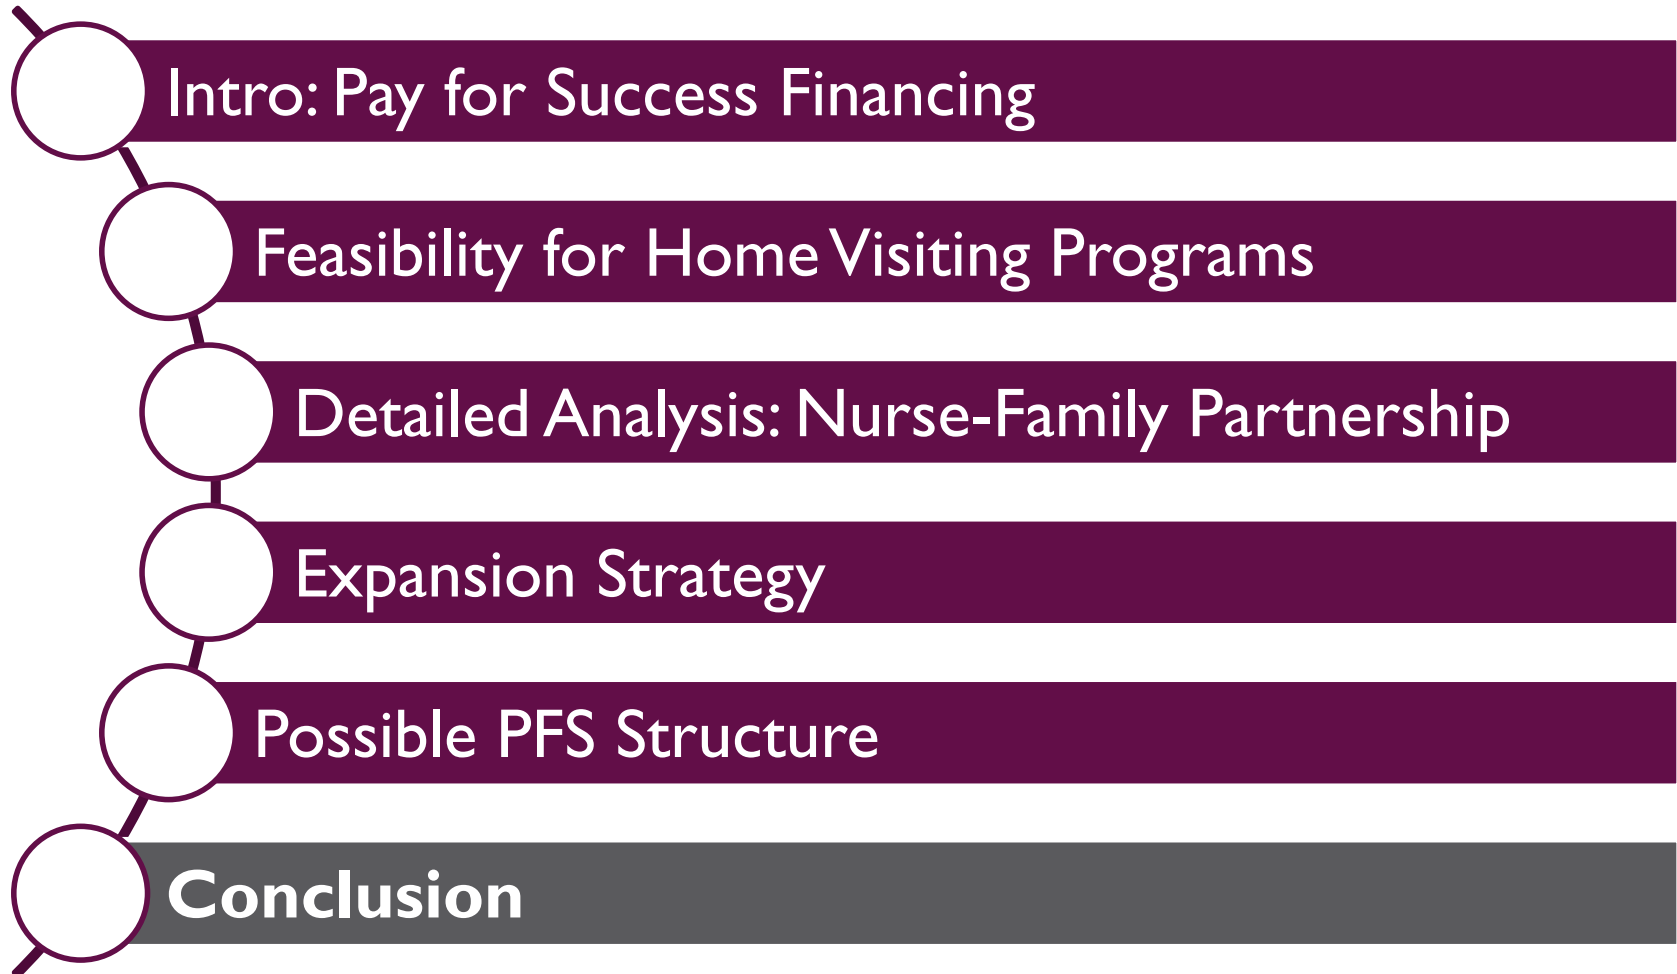 Intro: Pay for Success Financing
Feasibility for Home Visiting Programs
Detailed Analysis: Nurse-Family Partnership
Expansion Strategy
Possible PFS Structure
Conclusion